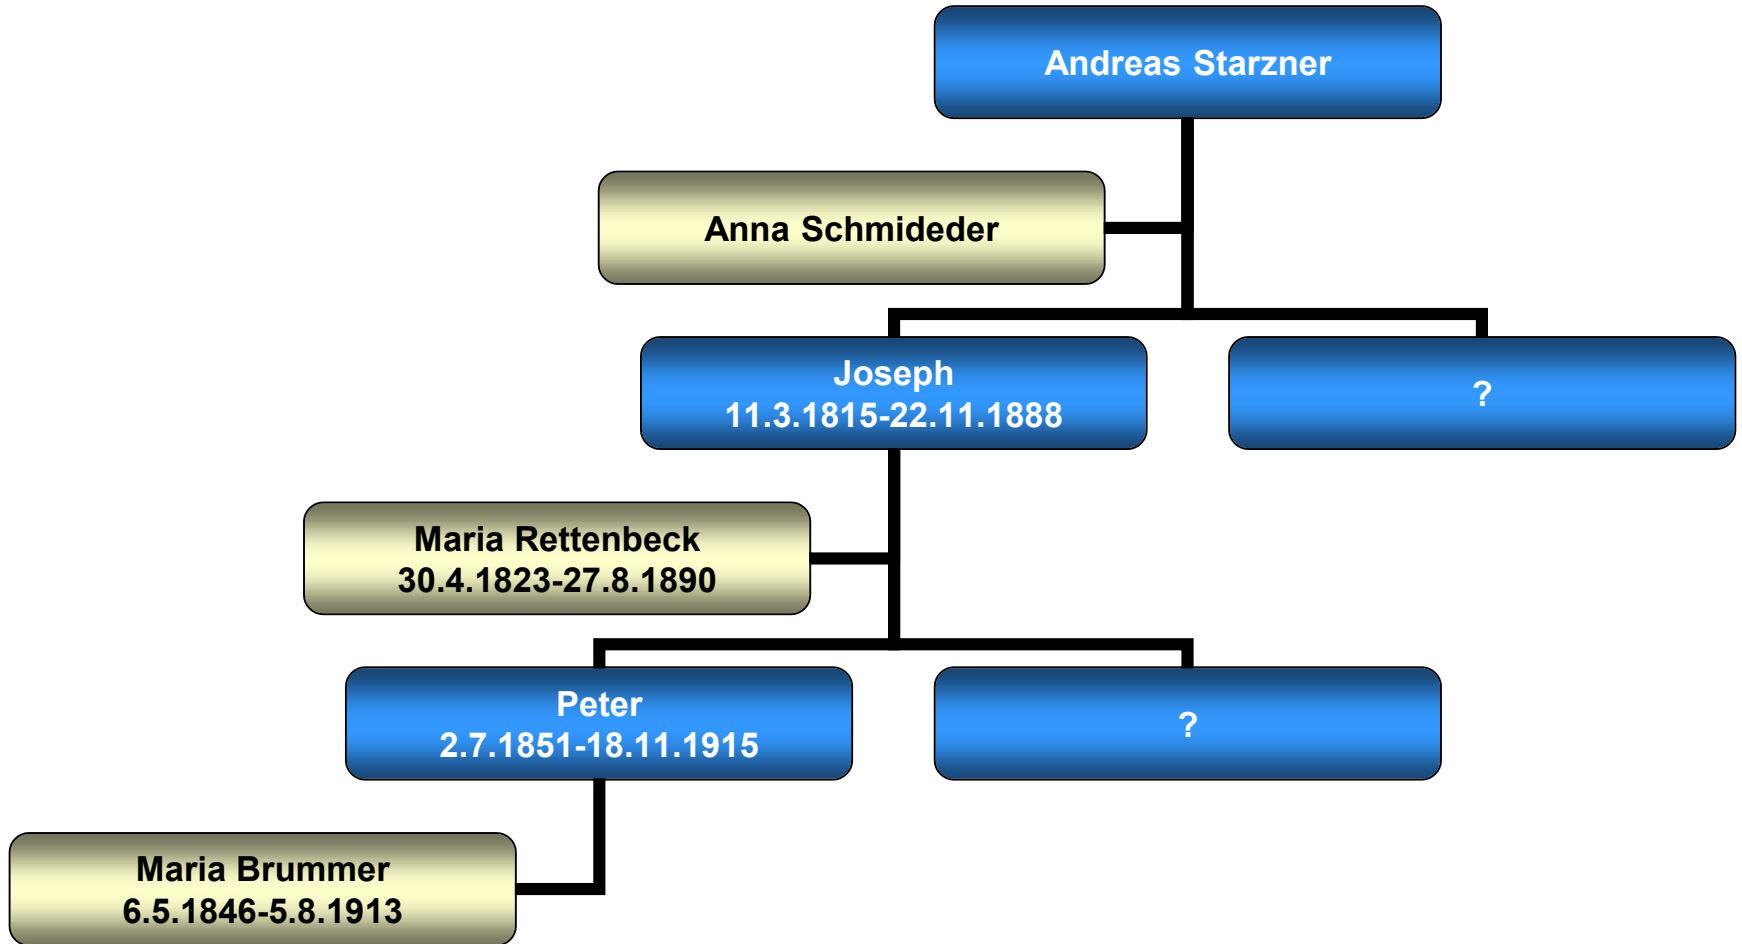 Andreas Starzner
Anna Schmideder
Joseph
11.3.1815-22.11.1888
?
Maria Rettenbeck
30.4.1823-27.8.1890
Peter
2.7.1851-18.11.1915
?
Maria Brummer
6.5.1846-5.8.1913